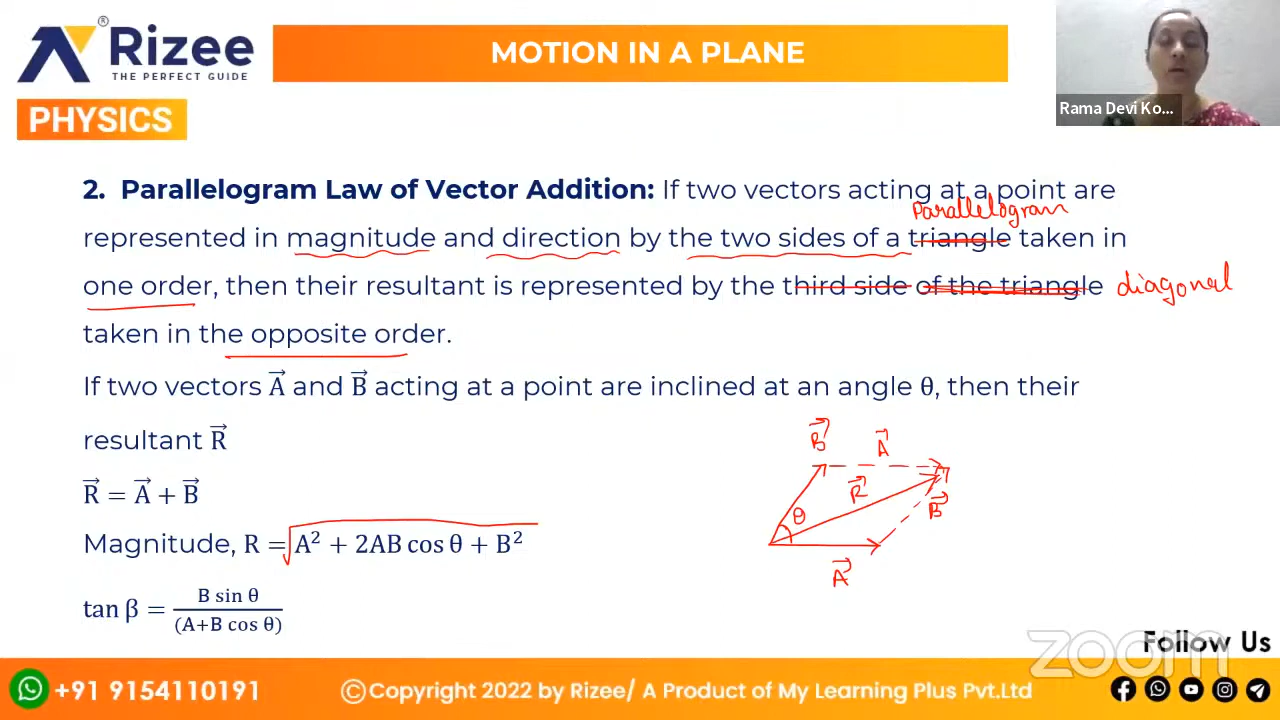 Rizee®
THE PERFECT GUIDE
MOTION IN A PLANE
Rama Devi Ko...
PHYSICS
2. Parallelogram Law of Vector Addition: If two vectors acting at a point are
Parallelogram
represented in magnitude and direction by the two sides of a triangle taken in
one order, then their resultant is represented by the third side of the triangle diagonal
taken in the opposite order.
If two vectors A⃗ and B⃗ acting at a point are inclined at an angle θ, then their
resultant R⃗
R⃗ = A⃗ + B⃗
Magnitude, R = √A² + 2AB cos θ + B²
tan β = B sin θ / (A+B cos θ)
B⃗ A⃗
R⃗ B⃗
θ
A⃗
zoom
Follow Us
+91 9154110191 ©Copyright 2022 by Rizee/ A Product of My Learning Plus Pvt.Ltd